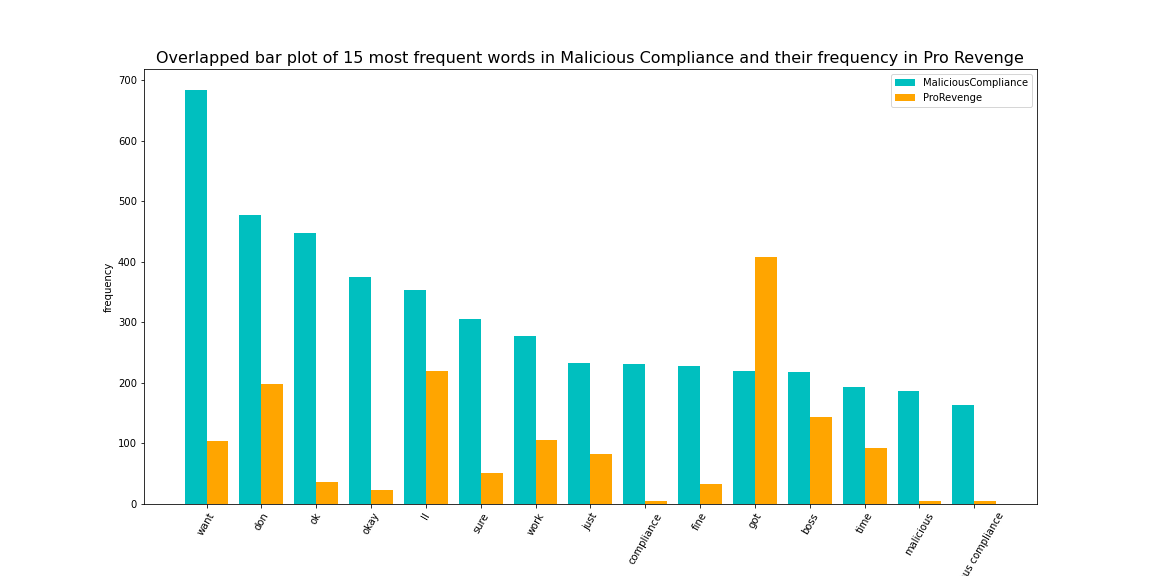 Overlapped bar plot of 15 most frequent words in Malicious Compliance and their frequency in Pro Revenge
MaliciousCompliance
ProRevenge
700
600
500
400
300
200
100
0
frequency
want
don
ok
okay
ll
sure
work
just
compliance
fine
got
boss
time
malicious
us compliance